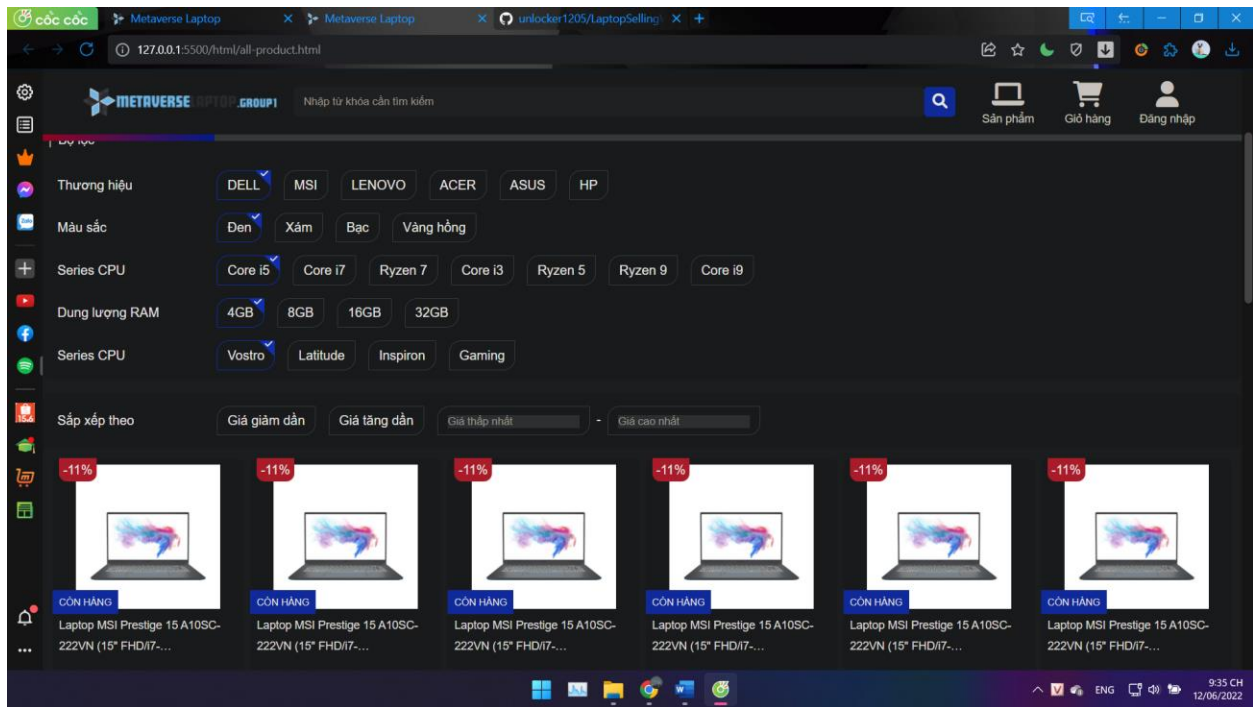 cốc cốc Metaverse Laptop Metaverse Laptop unlocker1205/LaptopSelling
127.0.0.1:5500/html/all-product.html
METAVERSE LAPTOP .GROUP1 Nhập từ khóa cần tìm kiếm Sản phẩm Giỏ hàng Đăng nhập
Bộ lọc
Thương hiệu DELL MSI LENOVO ACER ASUS HP
Màu sắc Đen Xám Bạc Vàng hồng
Series CPU Core i5 Core i7 Ryzen 7 Core i3 Ryzen 5 Ryzen 9 Core i9
Dung lượng RAM 4GB 8GB 16GB 32GB
Series CPU Vostro Latitude Inspiron Gaming
Sắp xếp theo Giá giảm dần Giá tăng dần Giá thấp nhất - Giá cao nhất
15.6
-11% -11% -11% -11% -11% -11%
CÒN HÀNG CÒN HÀNG CÒN HÀNG CÒN HÀNG CÒN HÀNG CÒN HÀNG
Laptop MSI Prestige 15 A10SC- Laptop MSI Prestige 15 A10SC- Laptop MSI Prestige 15 A10SC- Laptop MSI Prestige 15 A10SC- Laptop MSI Prestige 15 A10SC- Laptop MSI Prestige 15 A10SC-
222VN (15" FHD/i7-... 222VN (15" FHD/i7-... 222VN (15" FHD/i7-... 222VN (15" FHD/i7-... 222VN (15" FHD/i7-... 222VN (15" FHD/i7-...
ENG 9:35 CH
12/06/2022